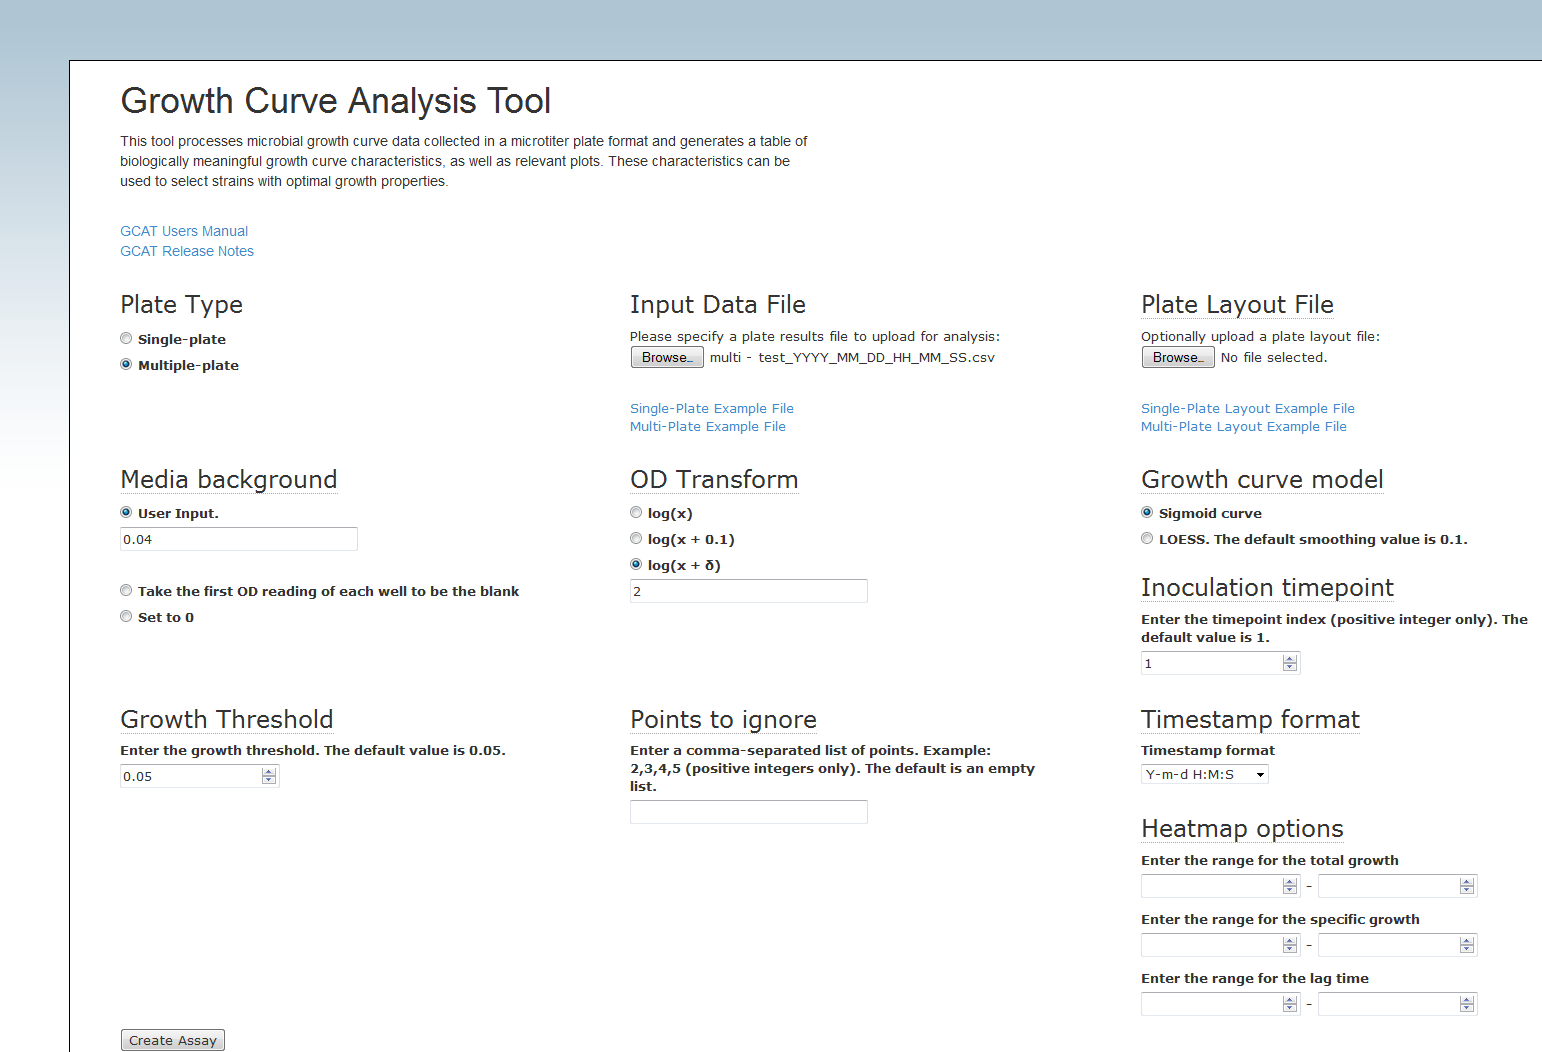 Growth Curve Analysis Tool
This tool processes microbial growth curve data collected in a microtiter plate format and generates a table of
biologically meaningful growth curve characteristics, as well as relevant plots. These characteristics can be
used to select strains with optimal growth properties.
GCAT Users Manual
GCAT Release Notes
Plate Type
Single-plate
Multiple-plate
Input Data File
Please specify a plate results file to upload for analysis:
Browse… multi - test_YYYY_MM_DD_HH_MM_SS.csv
Single-Plate Example File
Multi-Plate Example File
Plate Layout File
Optionally upload a plate layout file:
Browse… No file selected.
Single-Plate Layout Example File
Multi-Plate Layout Example File
Media background
User Input.
0.04
Take the first OD reading of each well to be the blank
Set to 0
OD Transform
log(x)
log(x + 0.1)
log(x + δ)
2
Growth curve model
Sigmoid curve
LOESS. The default smoothing value is 0.1.
Inoculation timepoint
Enter the timepoint index (positive integer only). The
default value is 1.
1
Growth Threshold
Enter the growth threshold. The default value is 0.05.
0.05
Points to ignore
Enter a comma-separated list of points. Example:
2,3,4,5 (positive integers only). The default is an empty
list.
Timestamp format
Timestamp format
Y-m-d H:M:S
Heatmap options
Enter the range for the total growth
-
Enter the range for the specific growth
-
Enter the range for the lag time
-
Create Assay